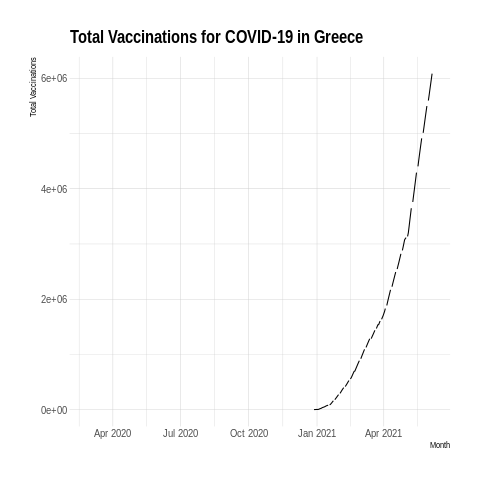 Total Vaccinations for COVID-19 in Greece
Total Vaccinations
6e+06
4e+06
2e+06
0e+00
Apr 2020 Jul 2020 Oct 2020 Jan 2021 Apr 2021
Month